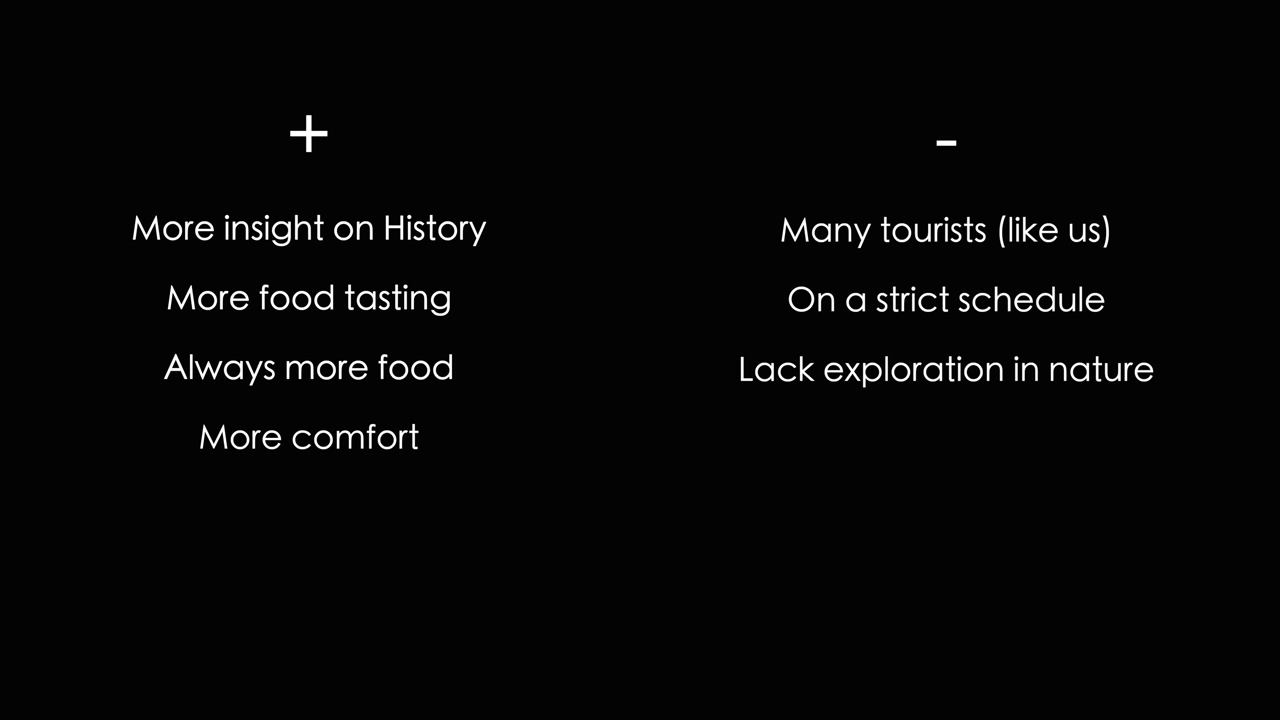 +
More insight on History
More food tasting
Always more food
More comfort
-
Many tourists (like us)
On a strict schedule
Lack exploration in nature